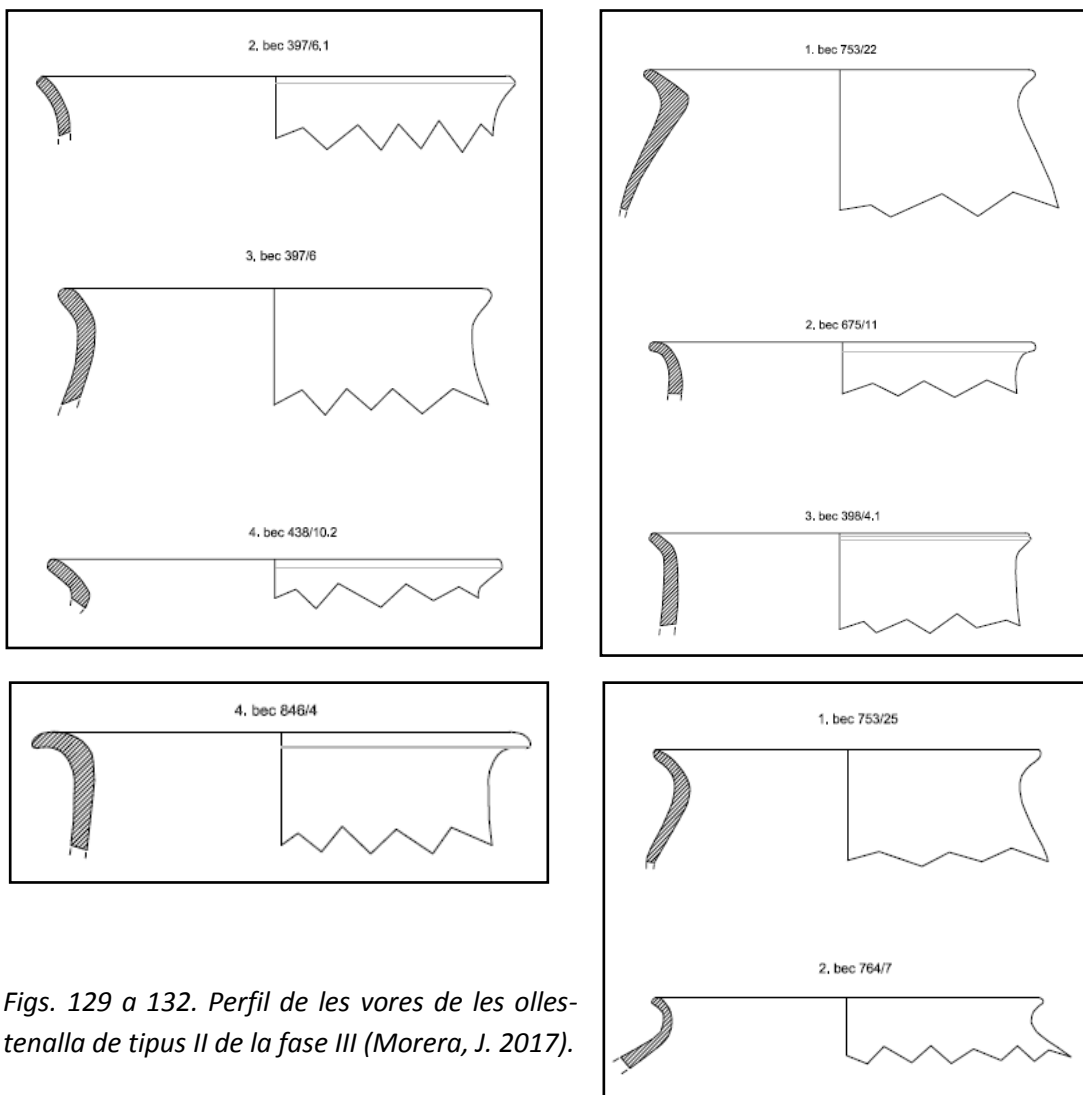 2, bec 397/6,1
3, bec 397/6
4. bec 438/10.2
1. bec 753/22
2, bec 675/11
3. bec 398/4.1
4. bec 846/4
1, bec 753/25
2, bec 764/7
Figs. 129 a 132. Perfil de les vores de les olles-
tenalla de tipus II de la fase III (Morera, J. 2017).